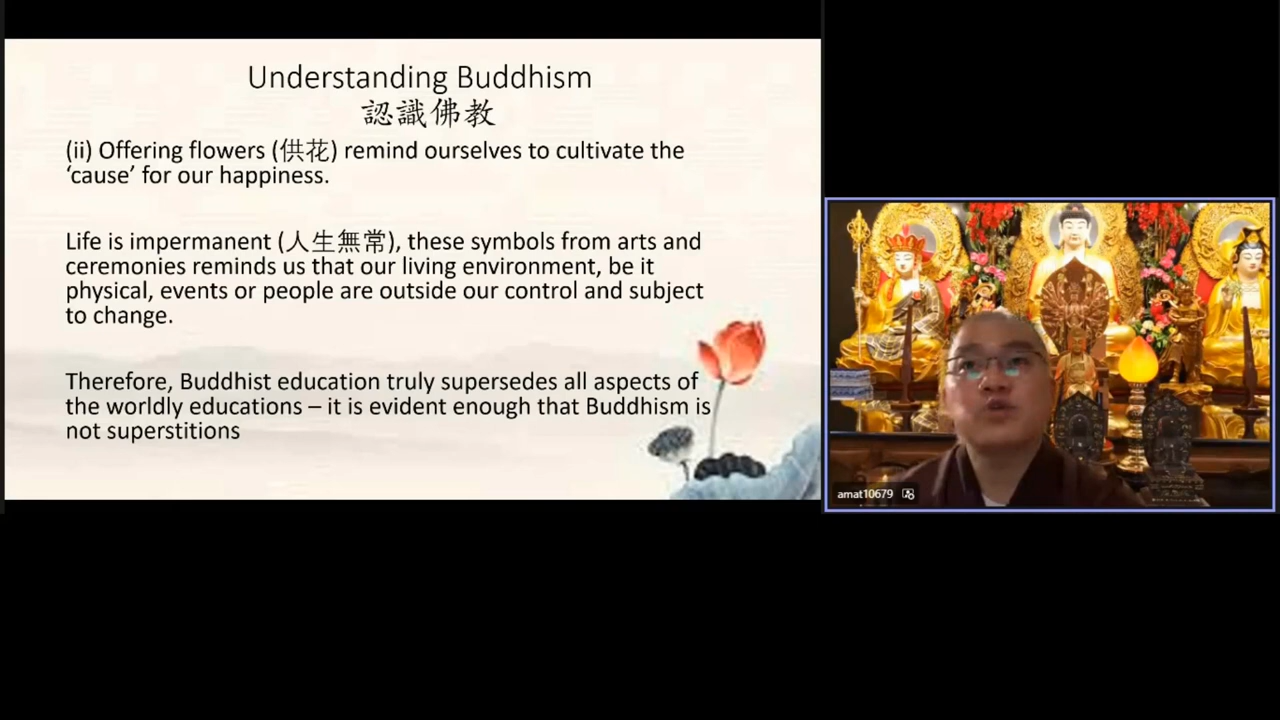 Understanding Buddhism
認識佛教
(ii) Offering flowers (供花) remind ourselves to cultivate the
‘cause’ for our happiness.
Life is impermanent (人生無常), these symbols from arts and
ceremonies reminds us that our living environment, be it
physical, events or people are outside our control and subject
to change.
Therefore, Buddhist education truly supersedes all aspects of
the worldly educations – it is evident enough that Buddhism is
not superstitions
amat10679